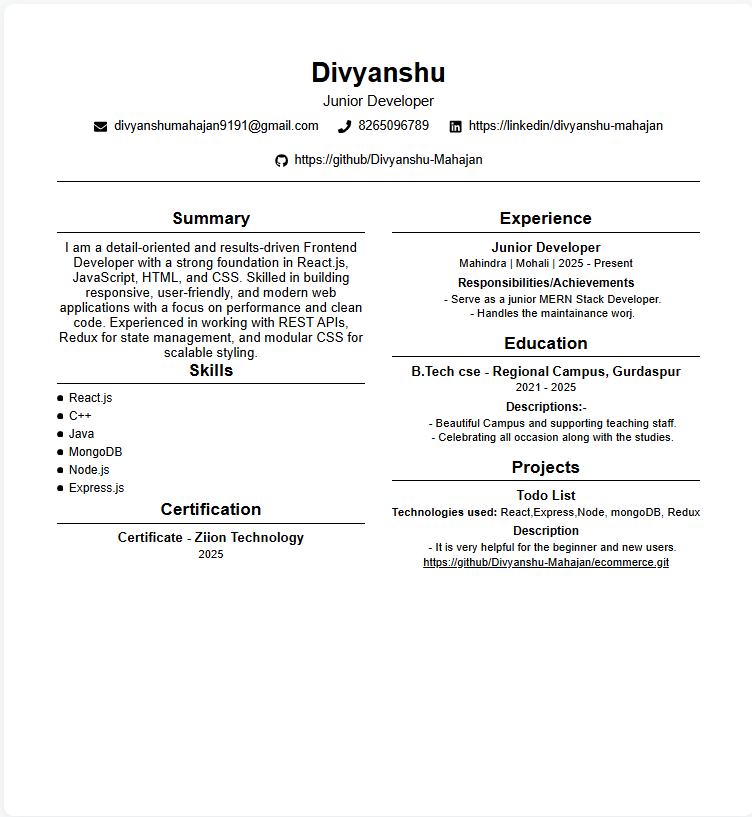 Divyanshu
Junior Developer
divyanshumahajan9191@gmail.com 8265096789 https://linkedin/divyanshu-mahajan
https://github/Divyanshu-Mahajan
Summary
I am a detail-oriented and results-driven Frontend
Developer with a strong foundation in React.js,
JavaScript, HTML, and CSS. Skilled in building
responsive, user-friendly, and modern web
applications with a focus on performance and clean
code. Experienced in working with REST APIs,
Redux for state management, and modular CSS for
scalable styling.
Skills
React.js
C++
Java
MongoDB
Node.js
Express.js
Certification
Certificate - Ziion Technology
2025
Experience
Junior Developer
Mahindra | Mohali | 2025 - Present
Responsibilities/Achievements
- Serve as a junior MERN Stack Developer.
- Handles the maintainance worj.
Education
B.Tech cse - Regional Campus, Gurdaspur
2021 - 2025
Descriptions:-
- Beautiful Campus and supporting teaching staff.
- Celebrating all occasion along with the studies.
Projects
Todo List
Technologies used: React,Express,Node, mongoDB, Redux
Description
- It is very helpful for the beginner and new users.
https://github/Divyanshu-Mahajan/ecommerce.git